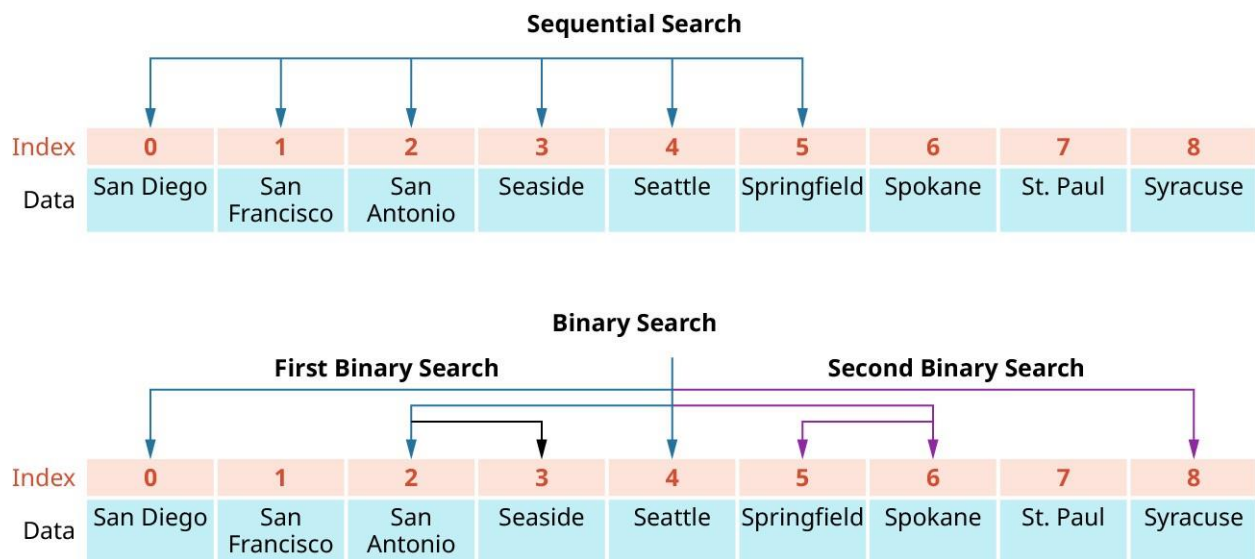 Sequential Search
Index 0 1 2 3 4 5 6 7 8
Data San Diego San Francisco San Antonio Seaside Seattle Springfield Spokane St. Paul Syracuse
Binary Search
First Binary Search Second Binary Search
Index 0 1 2 3 4 5 6 7 8
Data San Diego San Francisco San Antonio Seaside Seattle Springfield Spokane St. Paul Syracuse